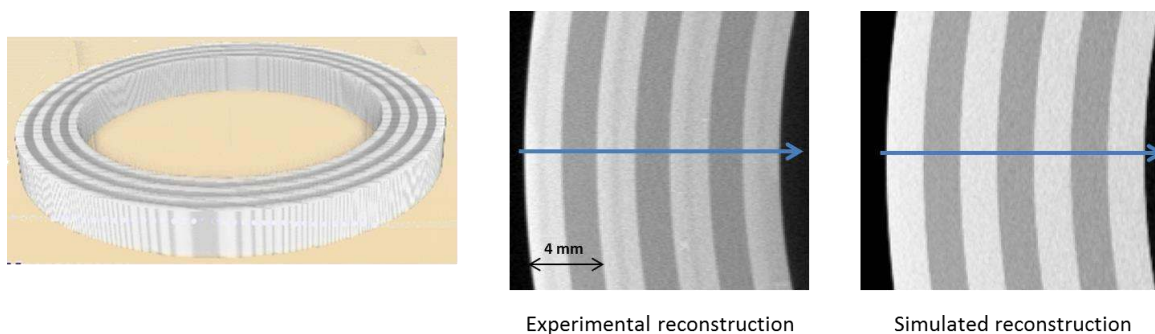 4 mm
Experimental reconstruction
Simulated reconstruction